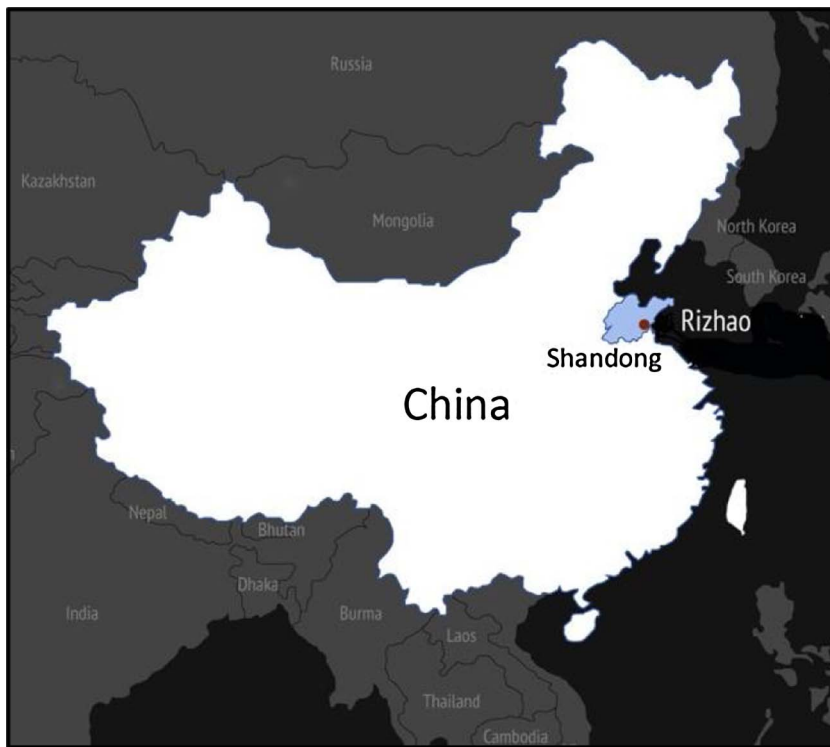 Russia
Kazakhstan
Mongolia
North Korea
South Korea
Rizhao
Shandong
China
Nepal
Bhutan
Dhaka
India
Burma
Laos
Thailand
Cambodia